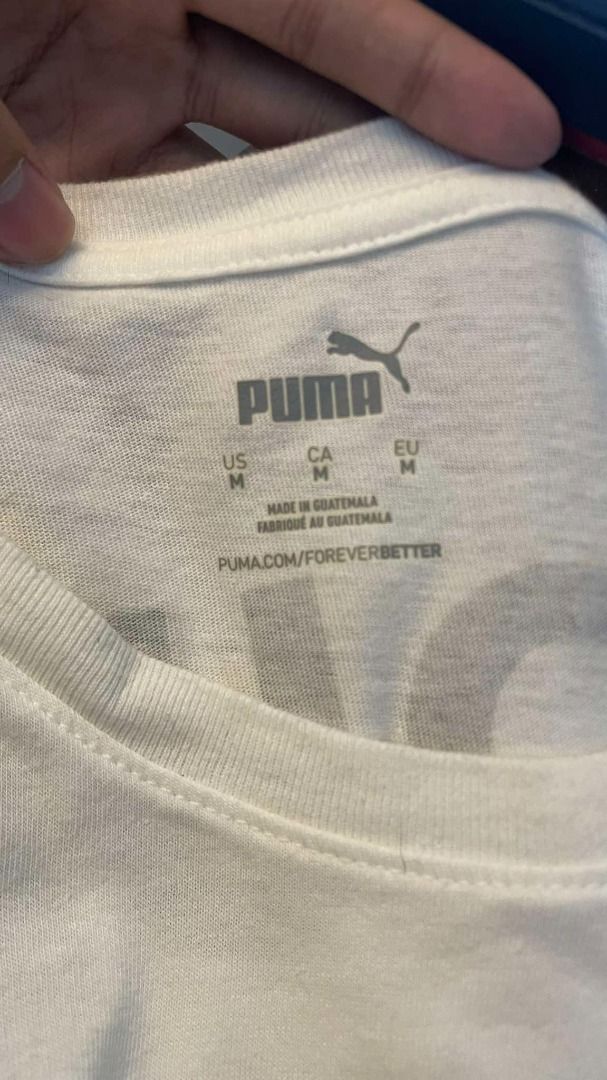 PUMA
US CA EU
M M M
MADE IN GUATEMALA
FABRIQUÉ AU GUATEMALA
PUMA.COM/FOREVERBETTER